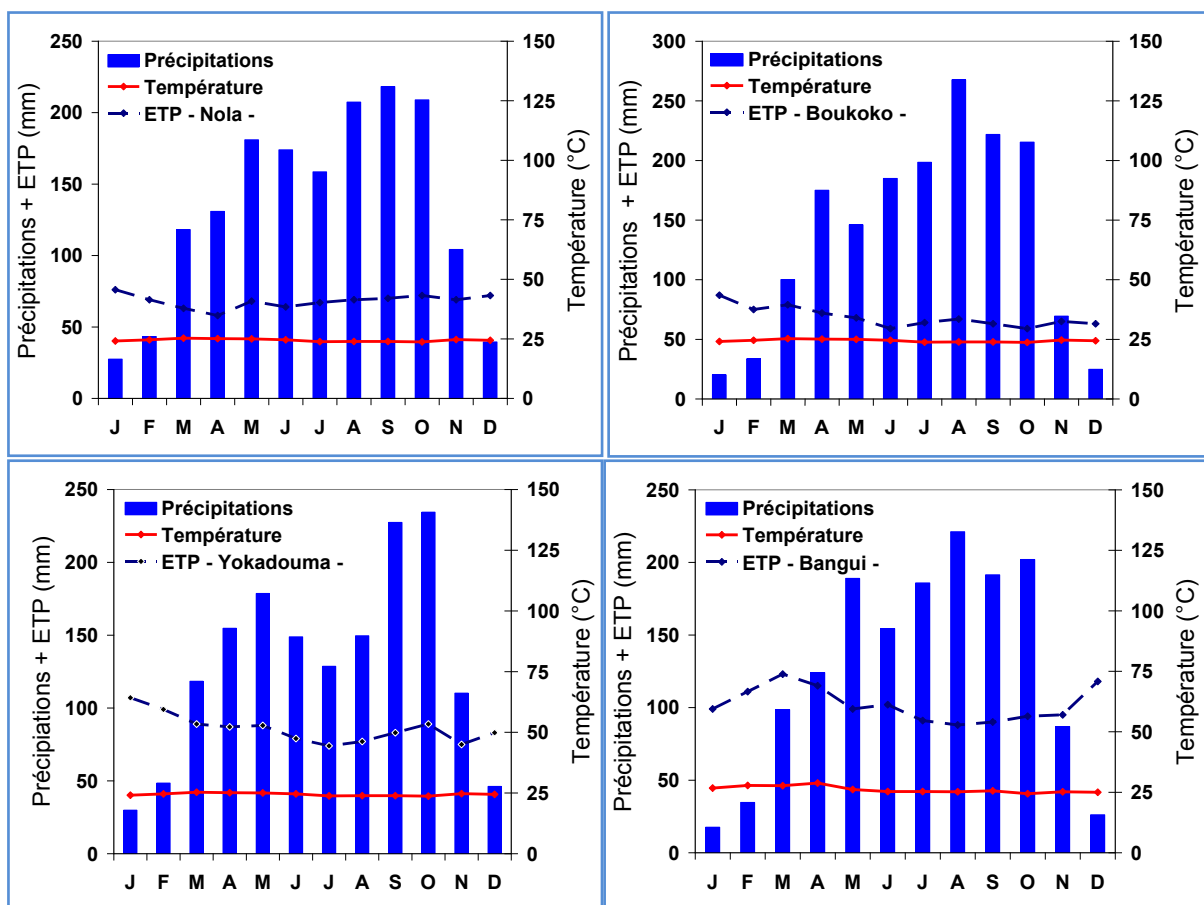 250
200
150
100
50
0
150
125
100
75
50
25
0
Précipitations
Température
ETP - Nola -
Précipitations + ETP (mm)
Température (°C)
J F M A M J J A S O N D
300
250
200
150
100
50
0
150
125
100
75
50
25
0
Précipitations
Température
ETP - Boukoko -
Précipitations + ETP (mm)
Température (°C)
J F M A M J J A S O N D
250
200
150
100
50
0
150
125
100
75
50
25
0
Précipitations
Température
ETP - Yokadouma -
Précipiations + ETP (mm)
Température (°C)
J F M A M J J A S O N D
250
200
150
100
50
0
150
125
100
75
50
25
0
Précipitations
Température
ETP - Bangui -
Précipitations + ETP (mm)
Température (°C)
J F M A M J J A S O N D